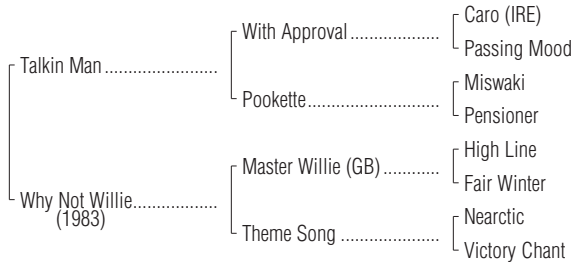 Caro (IRE)
With Approval ....................
Passing Mood
Talkin Man .........................
Miswaki
Pookette.............................
Pensioner
High Line
Master Willie (GB) ............
Fair Winter
Why Not Willie...................
(1983)
Nearctic
Theme Song ......................
Victory Chant